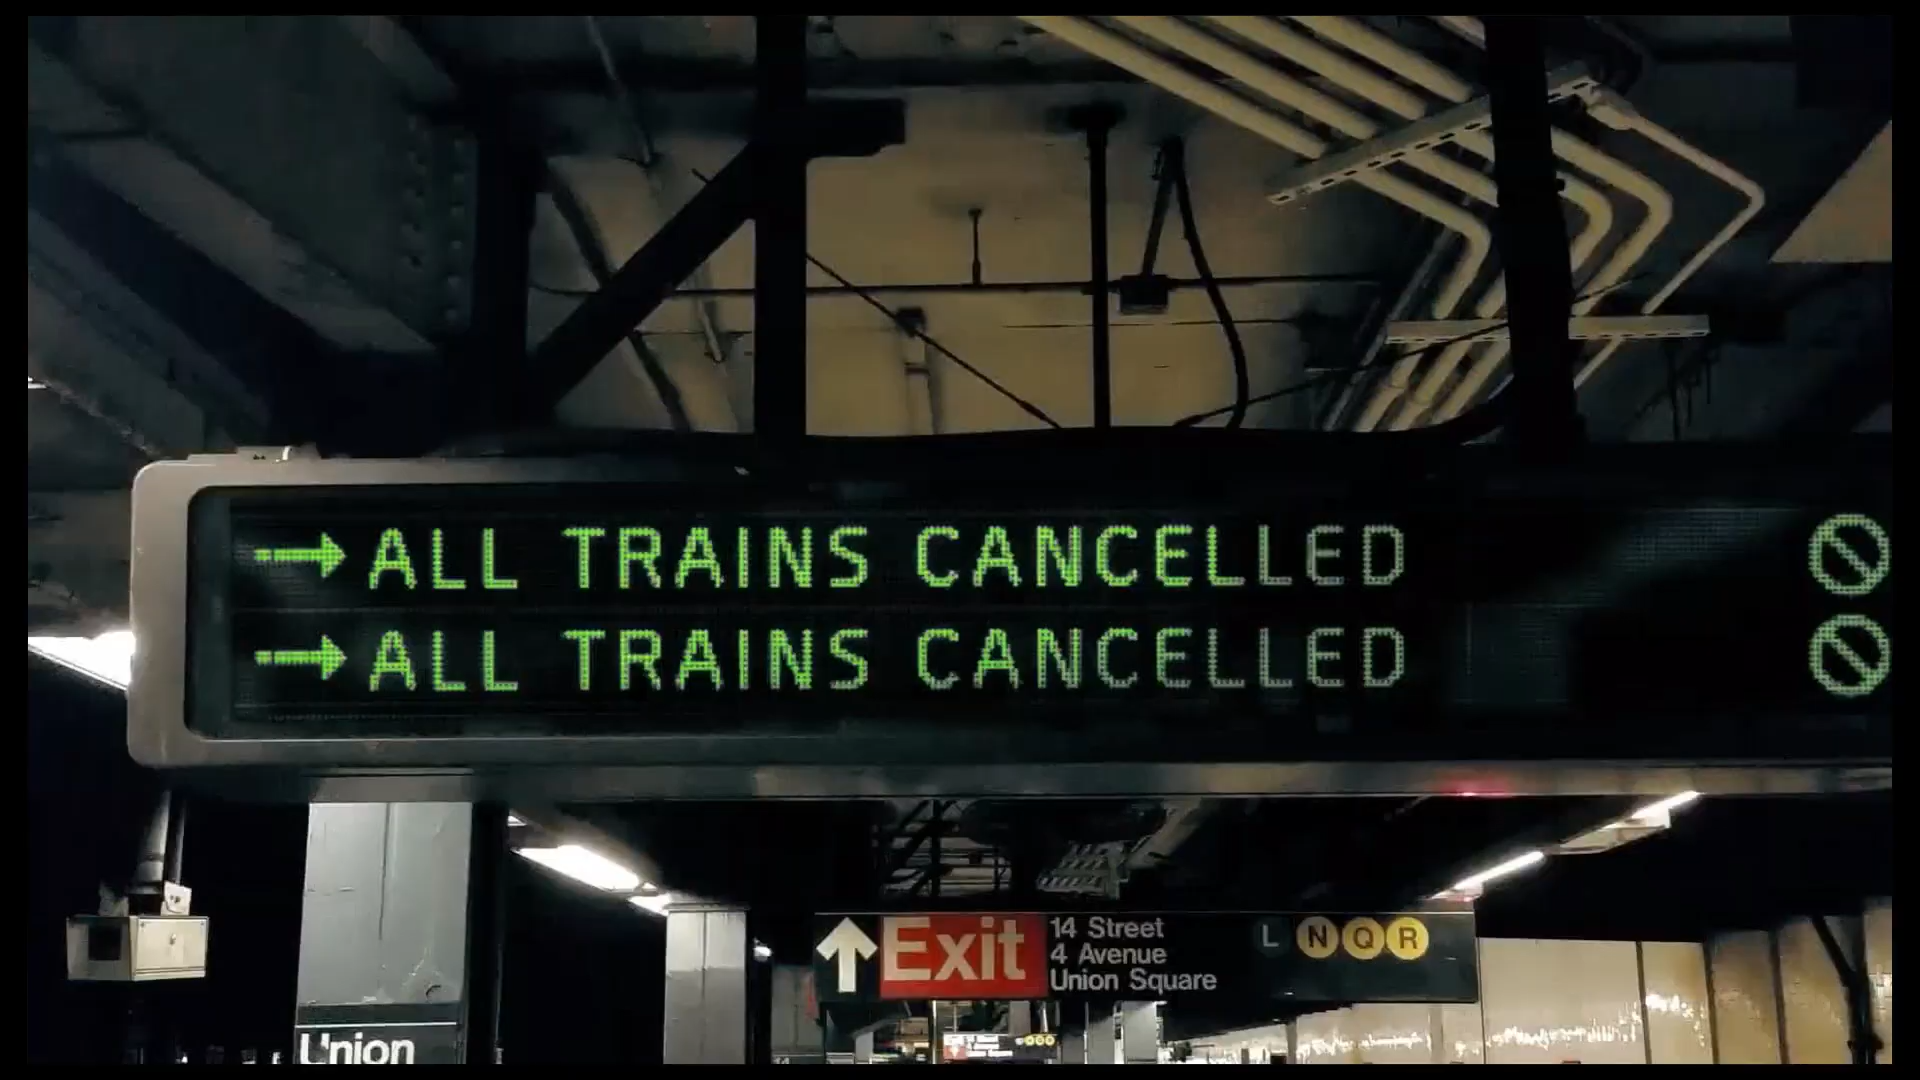 →ALL TRAINS CANCELLED
→ALL TRAINS CANCELLED
↑ Exit
14 Street
4 Avenue
Union Square
L N Q R
Union